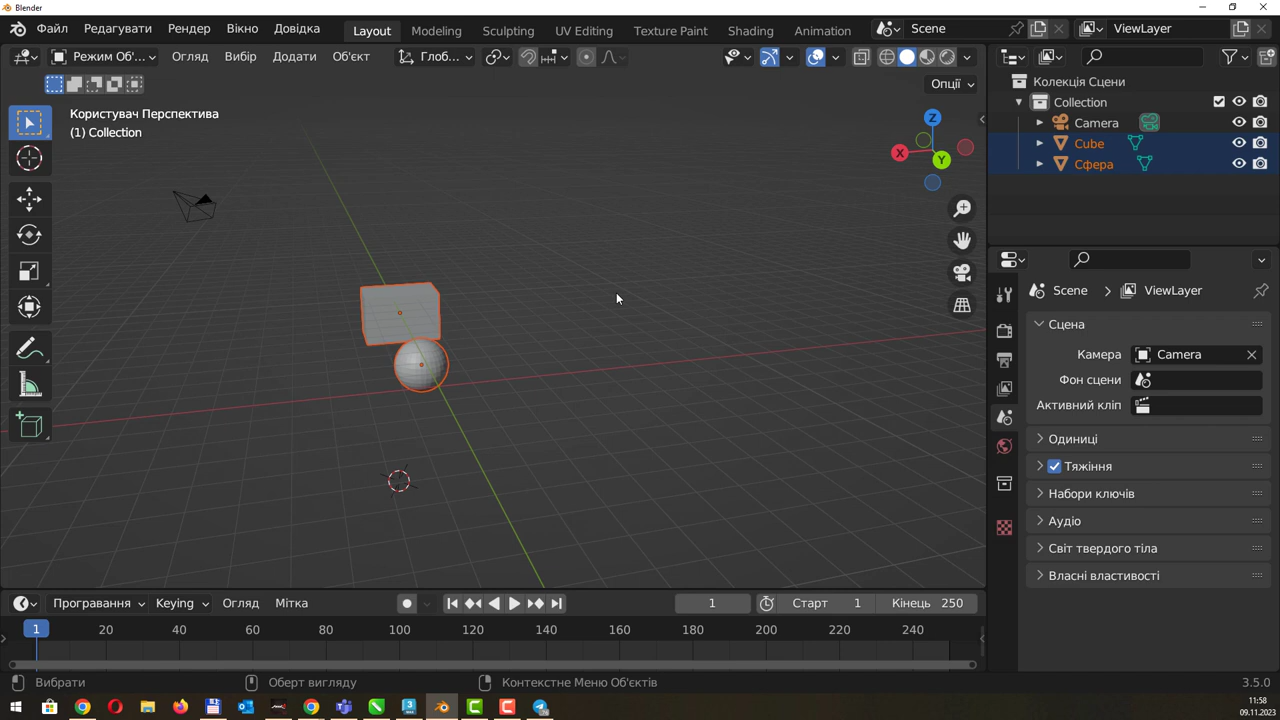 Blender
Файл Редагувати Рендер Вікно Довідка Layout Modeling Sculpting UV Editing Texture Paint Shading Animation Scene ViewLayer
Режим Об'... Огляд Вибір Додати Об'єкт Глоб...
Опції
Користувач Перспектива
(1) Collection
Z
X
Y
Колекція Сцени
Collection
Camera
Cube
Сфера
Scene > ViewLayer
Сцена
Камера Camera
Фон сцени
Активний кліп
Одиниці
Тяжіння
Набори ключів
Аудіо
Світ твердого тіла
Власні властивості
Програвання Keying Огляд Мітка 1 Старт 1 Кінець 250
1 20 40 60 80 100 120 140 160 180 200 220 240
Вибрати Оберт вигляду Контекстне Меню Об'єктів 3.5.0
11:58
09.11.2023